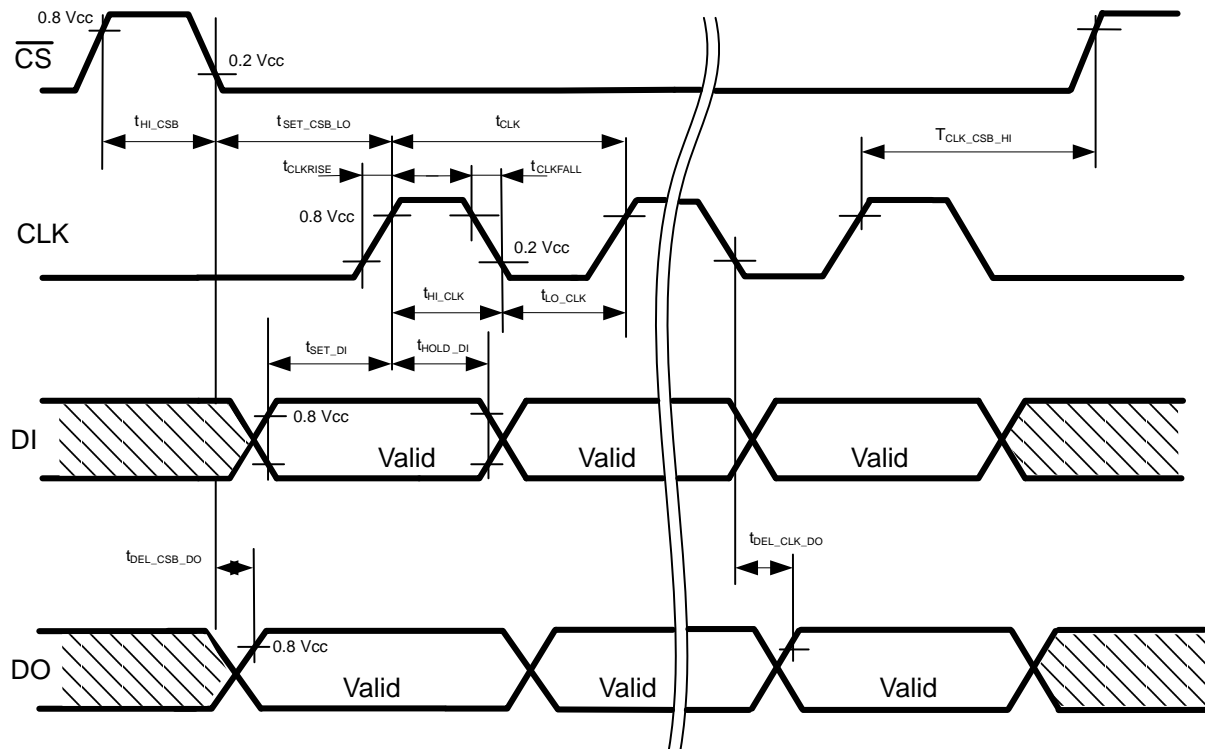 0.8 Vcc
CS
0.2 Vcc
tHI_CSB
tSET_CSB_LO
tCLK
TCLK_CSB_HI
tCLKRISE
tCLKFALL
0.8 Vcc
CLK
0.2 Vcc
tHI_CLK
tLO_CLK
tSET_DI
tHOLD_DI
0.8 Vcc
DI
Valid
Valid
Valid
tDEL_CSB_DO
tDEL_CLK_DO
0.8 Vcc
DO
Valid
Valid
Valid